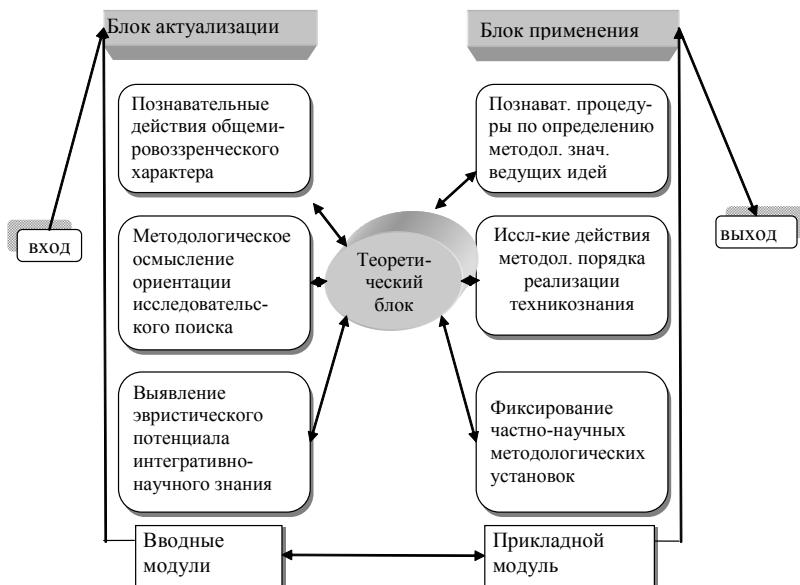 Блок актуализации
Блок применения
Познавательные
действия общеми-
ровоззренческого
характера
Познават. процеду-
ры по определению
методол. знач.
ведущих идей
вход
Методологическое
осмысление
ориентации
исследовательс-
кого поиска
Теорети-
ческий
блок
Иссл-кие действия
методол. порядка
реализации
техникознания
выход
Выявление
эвристического
потенциала
интегративно-
научного знания
Фиксирование
частно-научных
методологических
установок
Вводные
модули
Прикладной
модуль